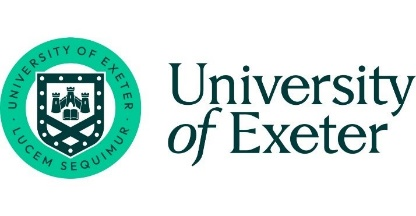 UNIVERSITY OF EXETER
LUCEM SEQUIMUR
University
of Exeter